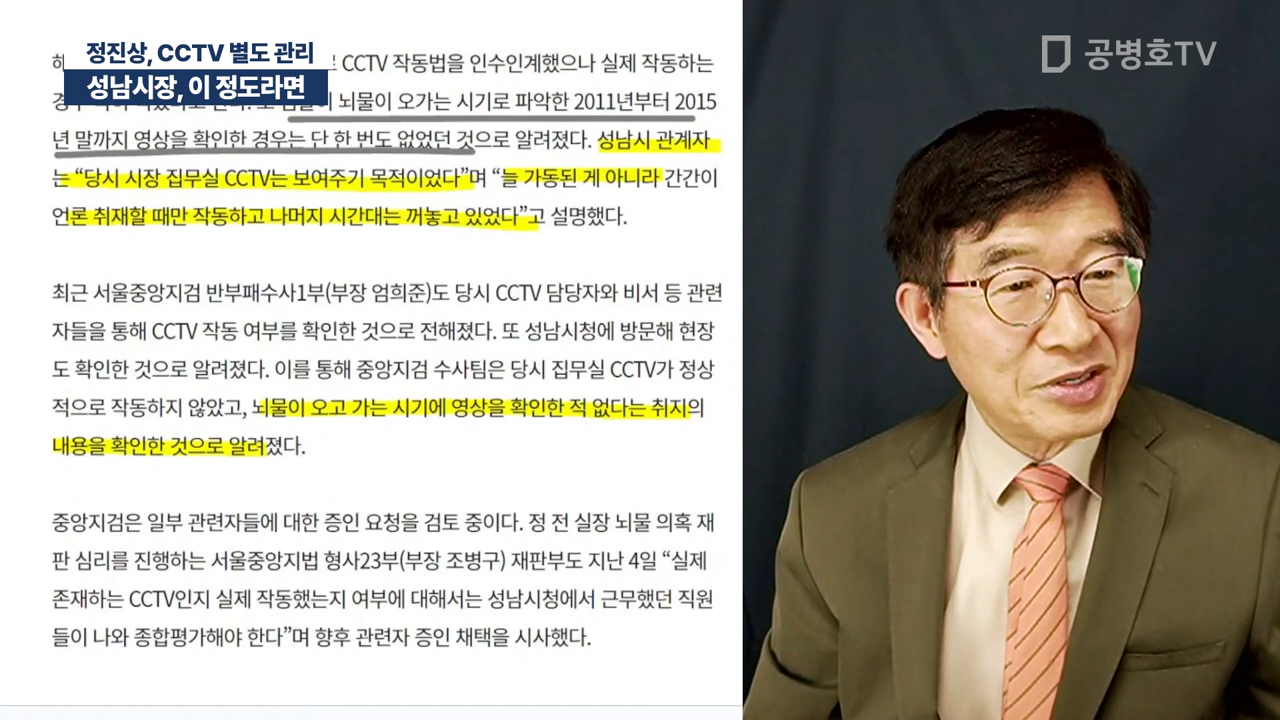 정진상, CCTV 별도 관리
성남시장, 이 정도라면
공병호TV
CCTV 작동법을 인수인계했으나 실제 작동하는
뇌물이 오가는 시기로 파악한 2011년부터 2015
년 말까지 영상을 확인한 경우는 단 한 번도 없었던 것으로 알려졌다. 성남시 관계자
는 “당시 시장 집무실 CCTV는 보여주기 목적이었다”며 “늘 가동된 게 아니라 간간이
언론 취재할 때만 작동하고 나머지 시간대는 꺼놓고 있었다”고 설명했다.
최근 서울중앙지검 반부패수사1부(부장 엄희준)도 당시 CCTV 담당자와 비서 등 관련
자들을 통해 CCTV 작동 여부를 확인한 것으로 전해졌다. 또 성남시청에 방문해 현장
도 확인한 것으로 알려졌다. 이를 통해 중앙지검 수사팀은 당시 집무실 CCTV가 정상
적으로 작동하지 않았고, 뇌물이 오고 가는 시기에 영상을 확인한 적 없다는 취지의
내용을 확인한 것으로 알려졌다.
중앙지검은 일부 관련자들에 대한 증인 요청을 검토 중이다. 정 전 실장 뇌물 의혹 재
판 심리를 진행하는 서울중앙지법 형사23부(부장 조병구) 재판부도 지난 4일 “실제
존재하는 CCTV인지 실제 작동했는지 여부에 대해서는 성남시청에서 근무했던 직원
들이 나와 종합평가해야 한다”며 향후 관련자 증인 채택을 시사했다.